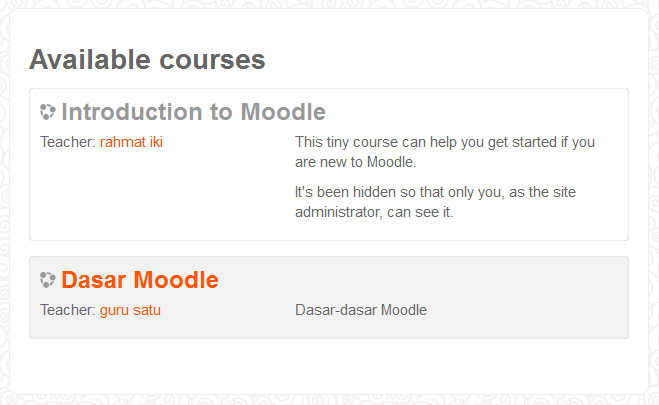 Available courses
Introduction to Moodle
Teacher: rahmat iki
This tiny course can help you get started if you
are new to Moodle.
It's been hidden so that only you, as the site
administrator, can see it.
Dasar Moodle
Teacher: guru satu
Dasar-dasar Moodle